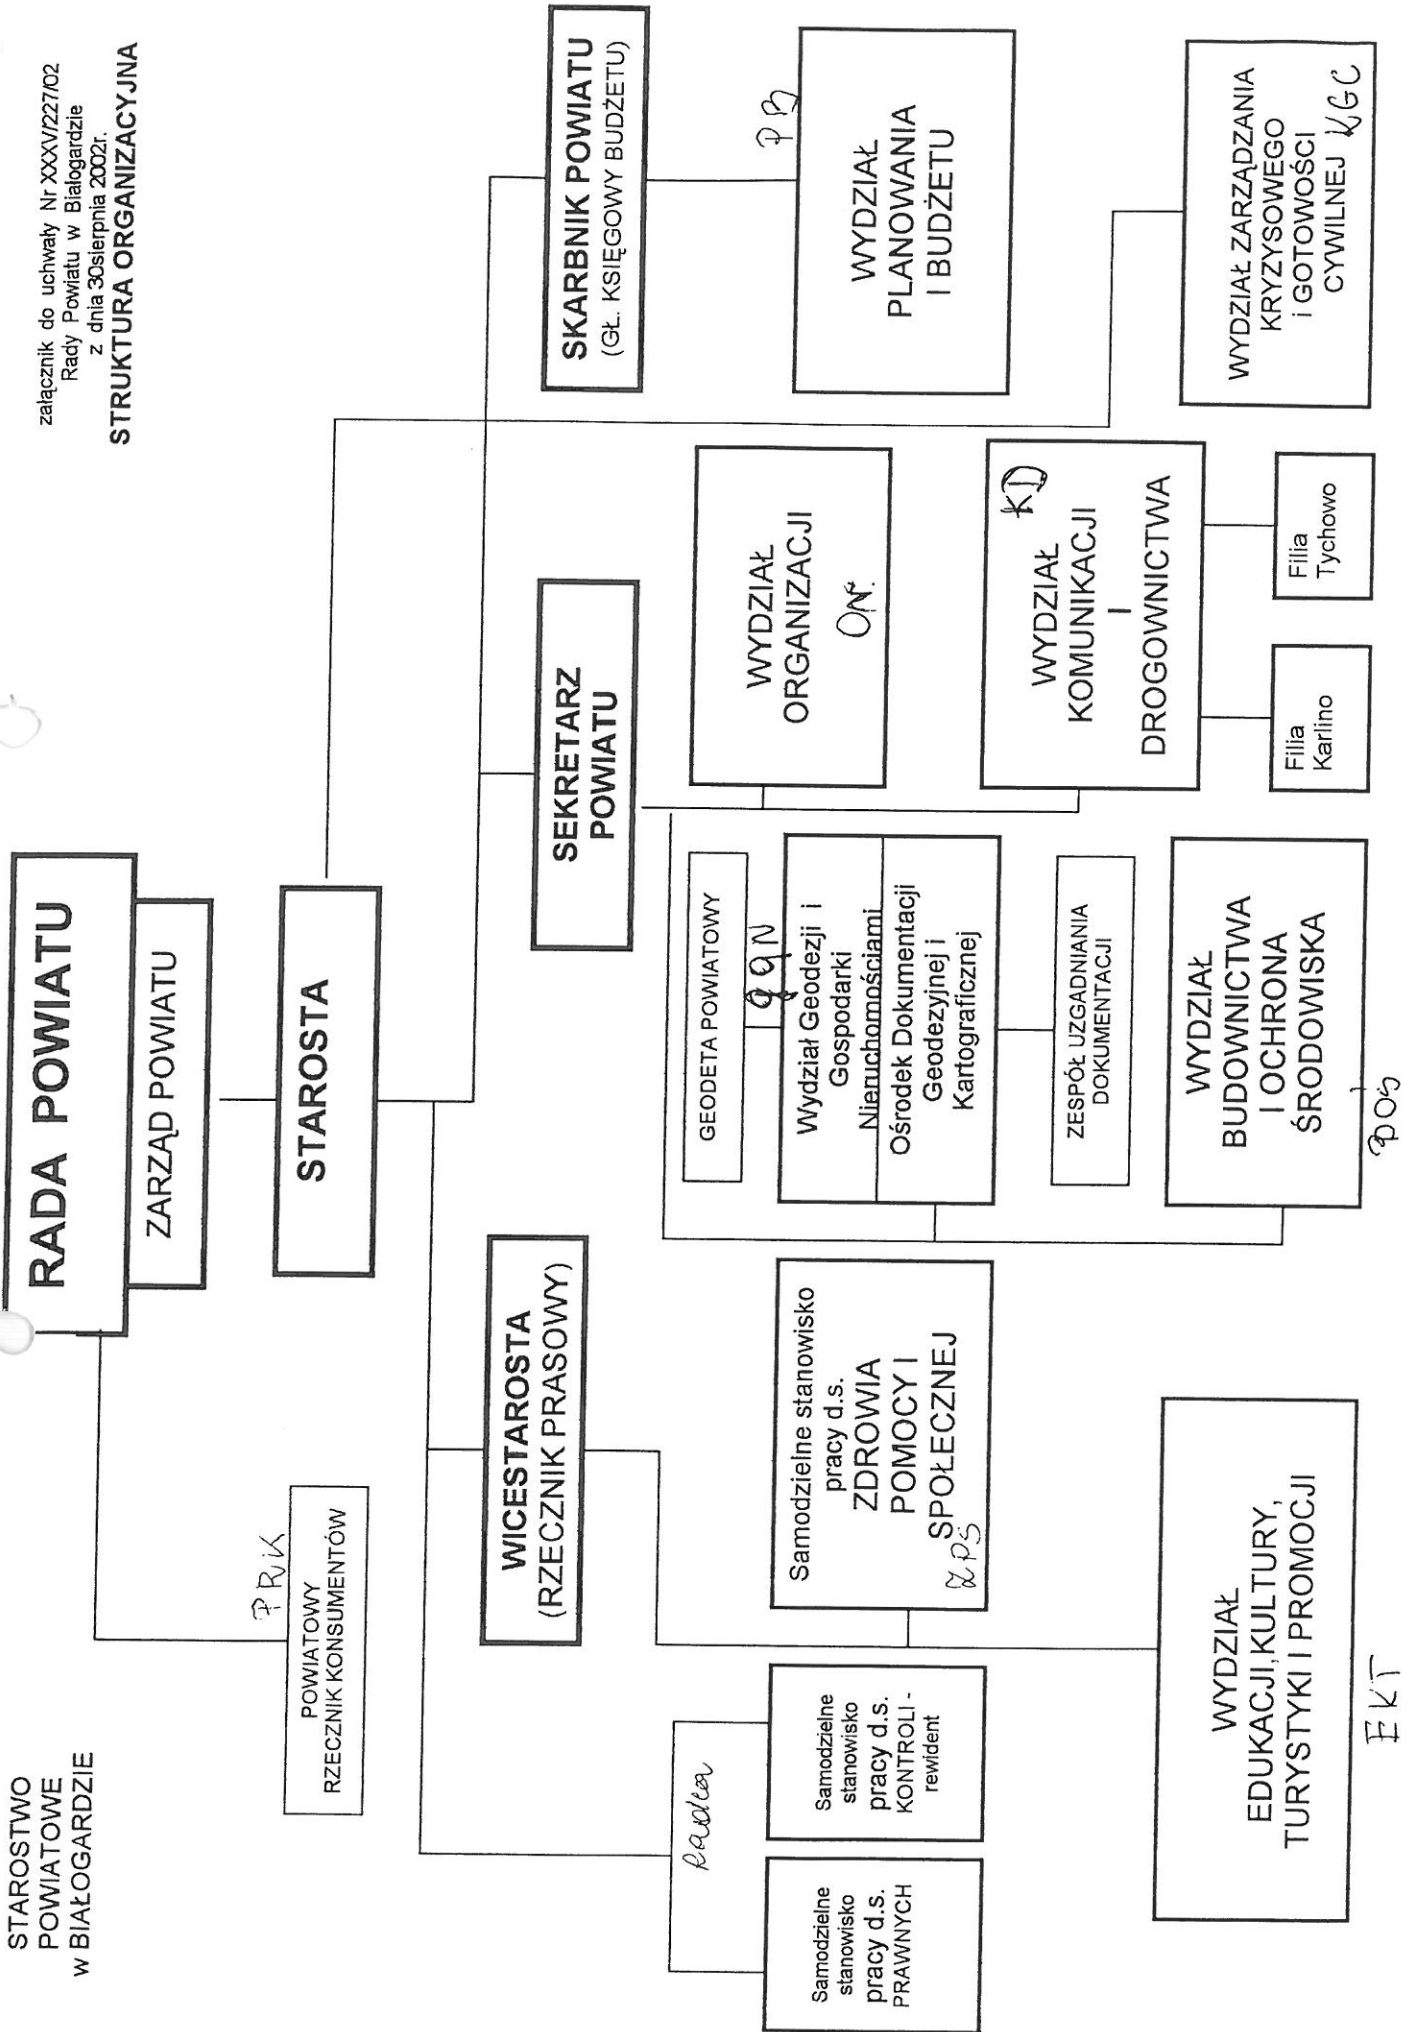 STAROSTWO
POWIATOWE
w BIAŁOGARDZIE
załącznik do uchwały Nr XXXV/227/02
Rady Powiatu w Białogardzie
z dnia 30sierpnia 2002r.
STRUKTURA ORGANIZACYJNA
RADA POWIATU
ZARZĄD POWIATU
STAROSTA
PRiK
POWIATOWY
RZECZNIK KONSUMENTÓW
WICESTAROSTA
(RZECZNIK PRASOWY)
SEKRETARZ
POWIATU
SKARBNIK POWIATU
(GŁ. KSIĘGOWY BUDŻETU)
Samodzielne
stanowisko
pracy d.s.
PRAWNYCH
Samodzielne
stanowisko
pracy d.s.
KONTROLI -
rewident
Samodzielne stanowisko
pracy d.s.
ZDROWIA
POMOCY I
SPOŁECZNEJ
ZPS
GEODETA POWIATOWY
GGN
Wydział Geodezji i
Gospodarki
Nieruchomościami
Ośrodek Dokumentacji
Geodezyjnej i
Kartograficznej
ZESPÓŁ UZGADNIANIA
DOKUMENTACJI
WYDZIAŁ
ORGANIZACJI
PB
WYDZIAŁ
PLANOWANIA
I BUDŻETU
KD
WYDZIAŁ
KOMUNIKACJI
I
DROGOWNICTWA
Filia
Karlino
Filia
Tychowo
WYDZIAŁ
EDUKACJI,KULTURY,
TURYSTYKI I PROMOCJI
EKT
WYDZIAŁ
BUDOWNICTWA
I OCHRONA
ŚRODOWISKA
BOŚ
WYDZIAŁ ZARZĄDZANIA
KRYZYSOWEGO
i GOTOWOŚCI
CYWILNEJ KGC